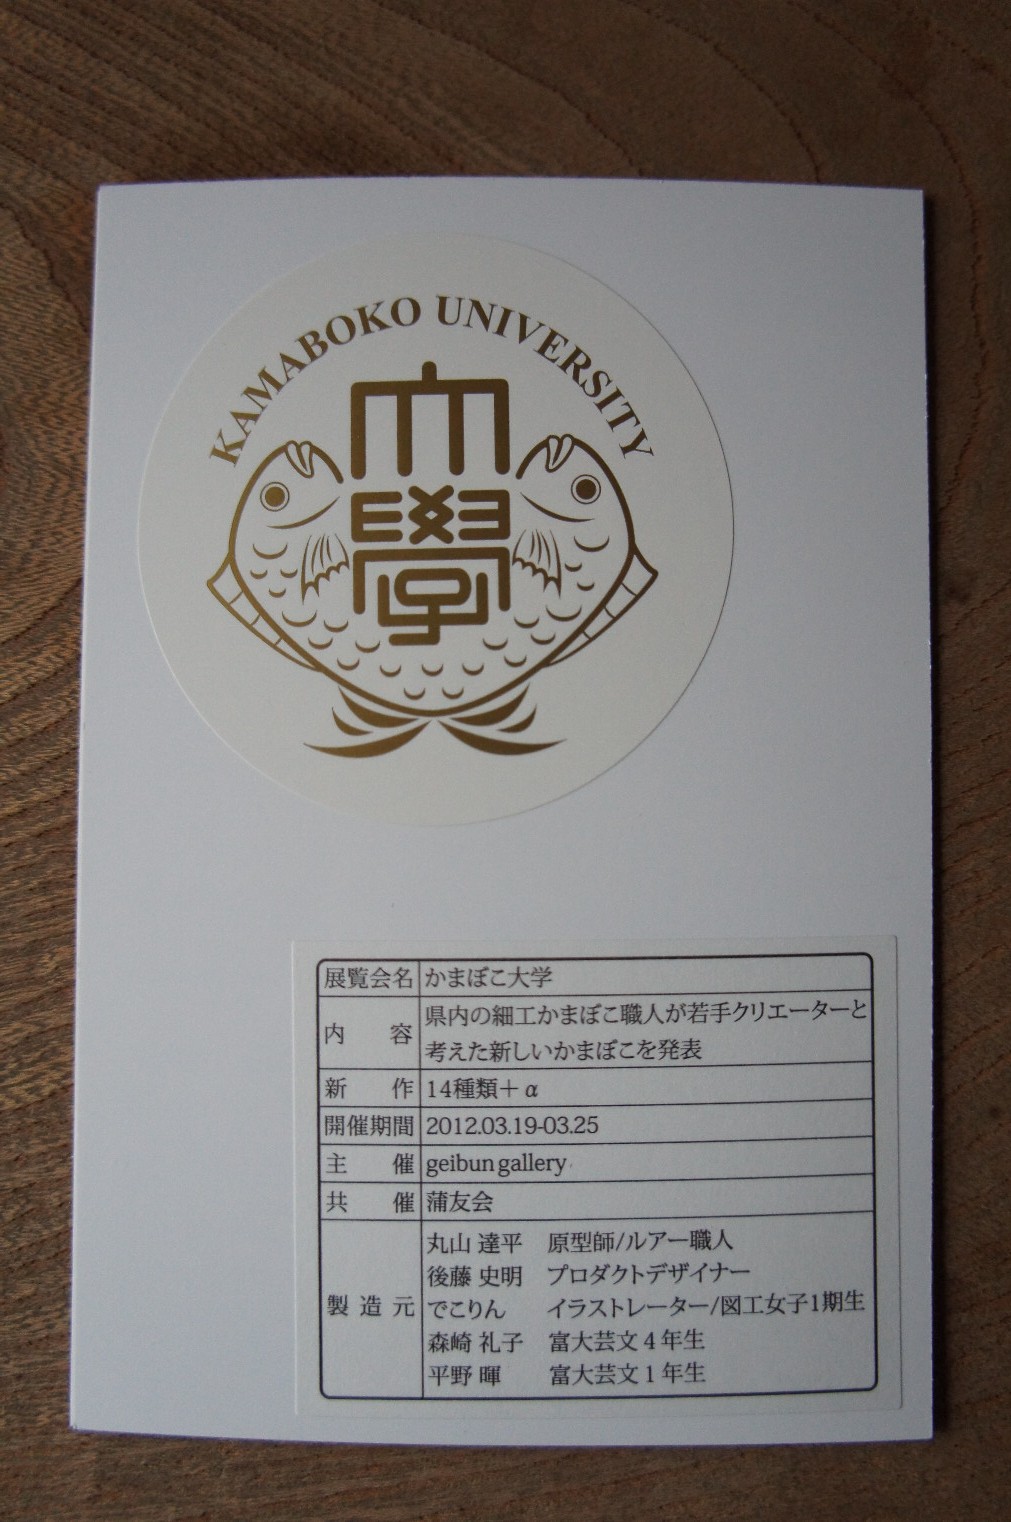 KAMABOKO UNIVERSITY
大學
展覧会名 かまぼこ大学
内 容 県内の細工かまぼこ職人が若手クリエーターと
考えた新しいかまぼこを発表
新 作 14種類+α
開催期間 2012.03.19-03.25
主 催 geibun gallery
共 催 蒲友会
製造元 丸山 達平 原型師/ルアー職人
後藤 史明 プロダクトデザイナー
でこりん イラストレーター/図工女子1期生
森崎 礼子 富大芸文4年生
平野 暉 富大芸文1年生